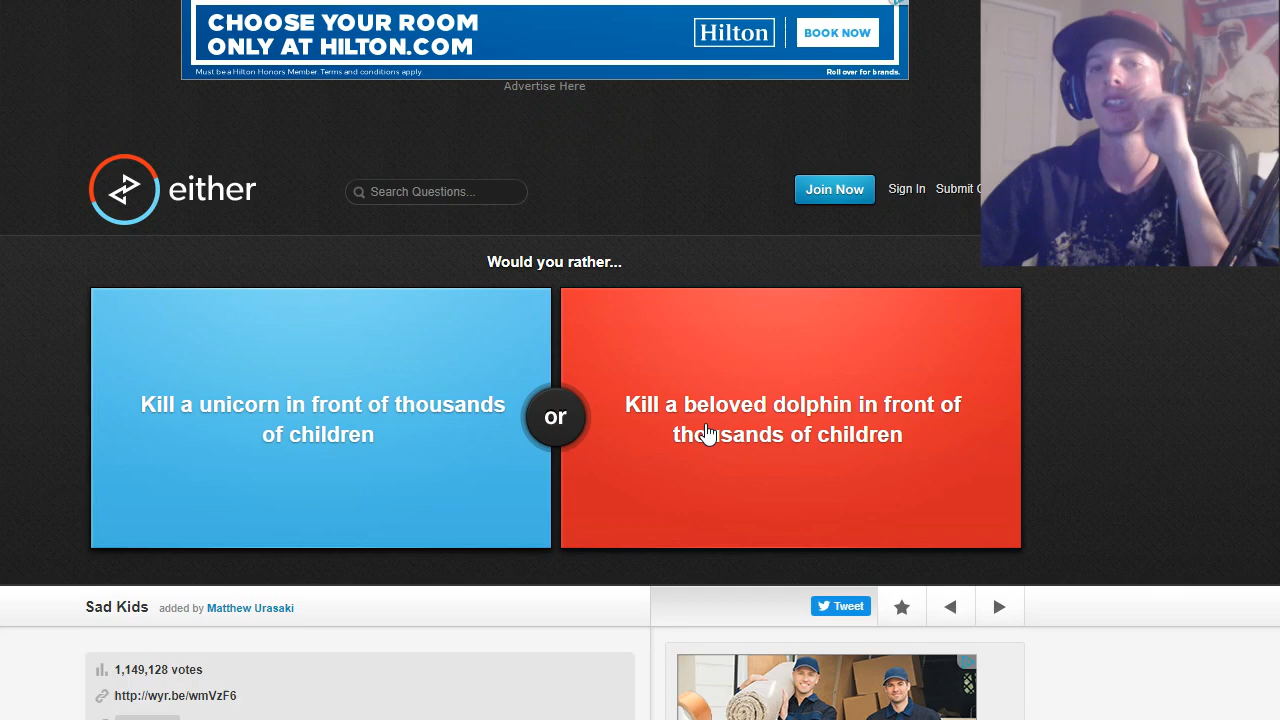 CHOOSE YOUR ROOM
ONLY AT HILTON.COM
Hilton
BOOK NOW
Must be a Hilton Honors Member Terms and conditions apply.
Roll over for brands.
Advertise Here
either
Search Questions...
Join Now
Sign In
Submit
Would you rather...
Kill a unicorn in front of thousands
of children
or
Kill a beloved dolphin in front of
thousands of children
Sad Kids
added by Matthew Urasaki
Tweet
1,149,128 votes
http://wyr.be/wmVzF6